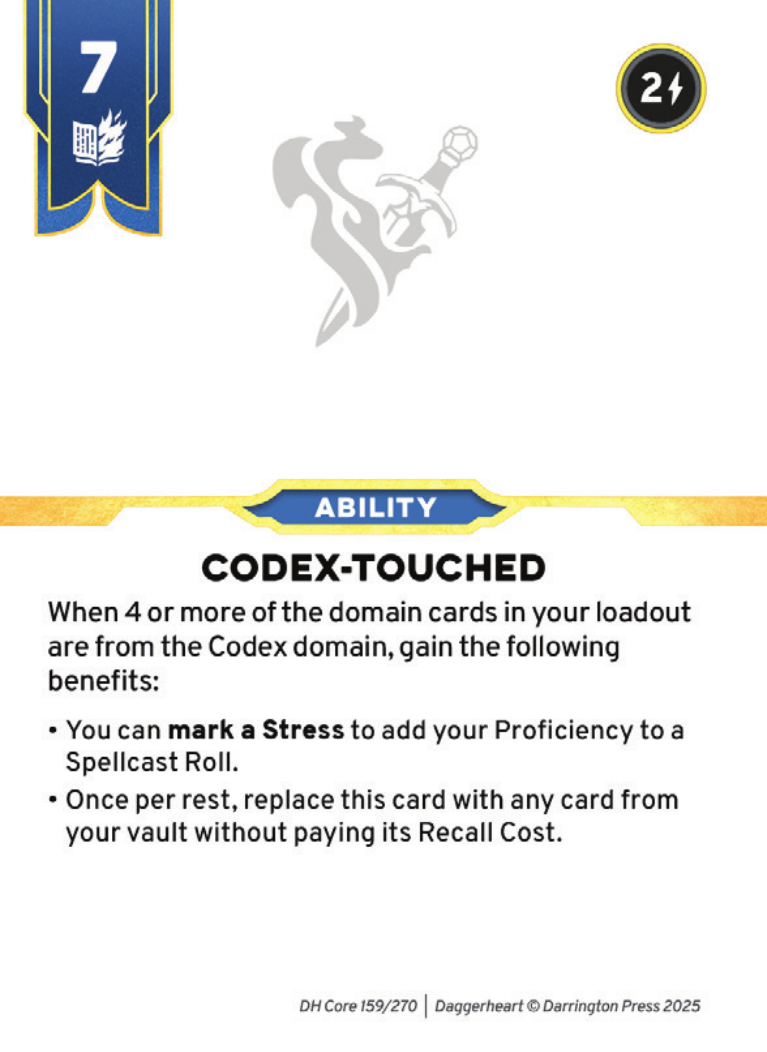 7
2
ABILITY
CODEX-TOUCHED
When 4 or more of the domain cards in your loadout
are from the Codex domain, gain the following
benefits:
• You can mark a Stress to add your Proficiency to a
Spellcast Roll.
• Once per rest, replace this card with any card from
your vault without paying its Recall Cost.
DH Core 159/270 | Daggerheart © Darrington Press 2025